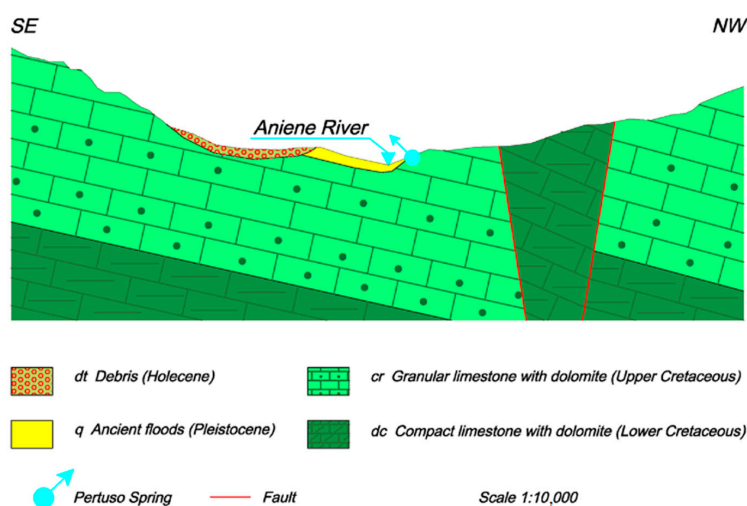 SE
NW
Aniene River
dt Debris (Holecene)
cr Granular limestone with dolomite (Upper Cretaceous)
q Ancient floods (Pleistocene)
dc Compact limestone with dolomite (Lower Cretaceous)
Pertuso Spring
Fault
Scale 1:10,000